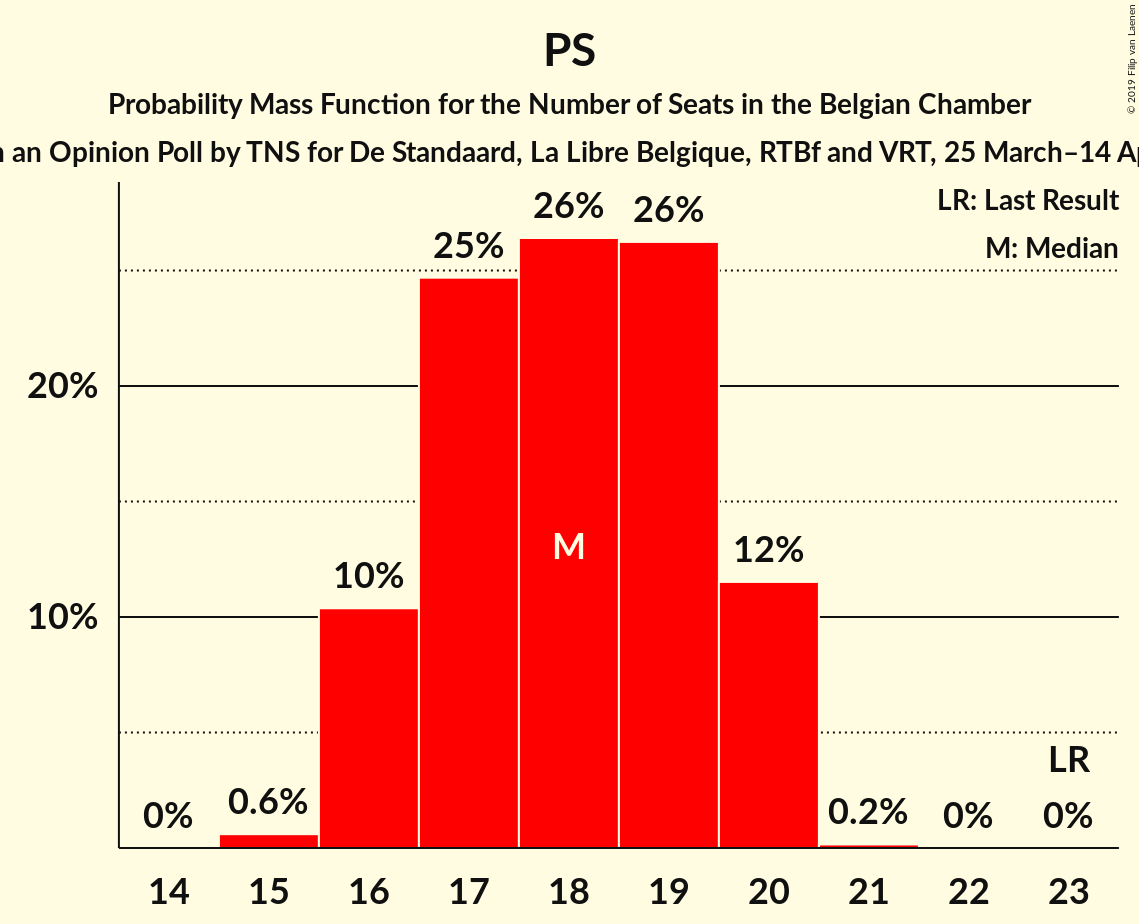 PS
Probability Mass Function for the Number of Seats in the Belgian Chamber
an Opinion Poll by TNS for De Standaard, La Libre Belgique, RTBf and VRT, 25 March–14
© 2019 Filip van Laenen
LR: Last Result
M: Median
26% 26%
25%
20%
M
12%
10%
10%
LR
0% 0.6% 0.2% 0% 0%
14 15 16 17 18 19 20 21 22 23